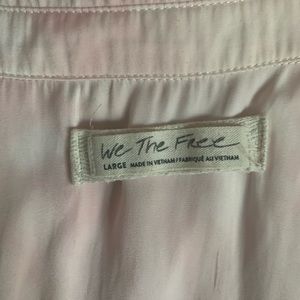 We The Free
LARGE MADE IN VIETNAM / FABRIQUÉ AU VIETNAM